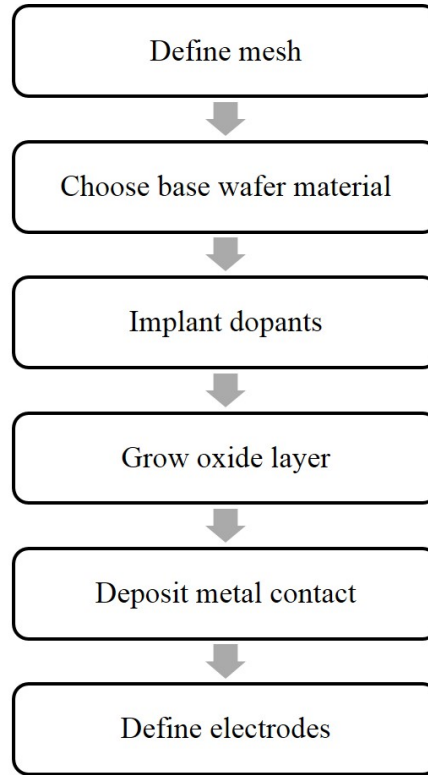 Define mesh
Choose base wafer material
Implant dopants
Grow oxide layer
Deposit metal contact
Define electrodes